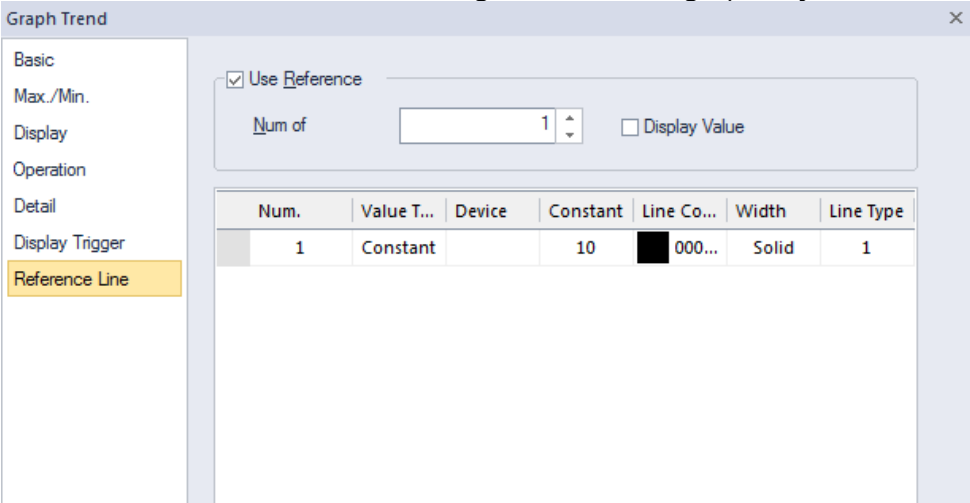 Graph Trend
Basic
Max./Min.
Display
Operation
Detail
Display Trigger
Reference Line
Use Reference
Num of 1 Display Value
Num. Value T... Device Constant Line Co... Width Line Type
1 Constant 10 000... Solid 1